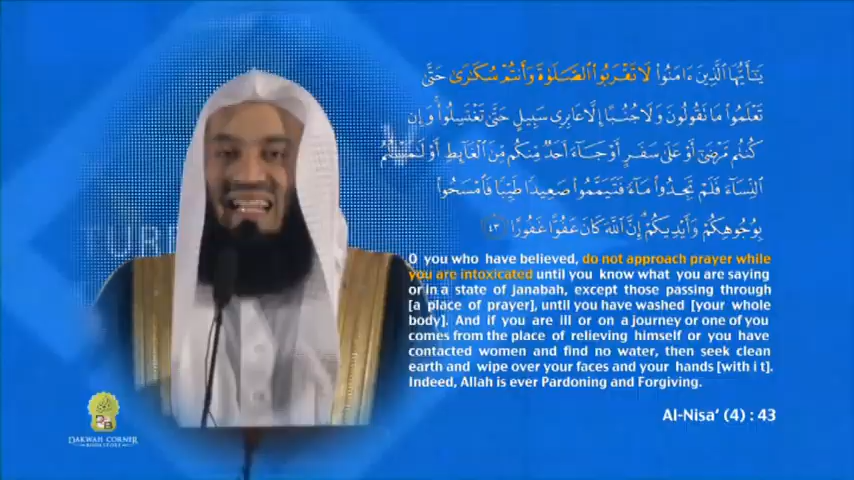 يَـٰٓأَيُّهَا ٱلَّذِينَ ءَامَنُوا۟ لَا تَقْرَبُوا۟ ٱلصَّلَوٰةَ وَأَنتُمْ سُكَـٰرَىٰ حَتَّىٰ
تَعْلَمُوا۟ مَا تَقُولُونَ وَلَا جُنُبًا إِلَّا عَابِرِى سَبِيلٍ حَتَّىٰ تَغْتَسِلُوا۟ ۚ وَإِن
كُنتُم مَّرْضَىٰٓ أَوْ عَلَىٰ سَفَرٍ أَوْ جَآءَ أَحَدٌ مِّنكُم مِّنَ ٱلْغَآئِطِ أَوْ لَـٰمَسْتُمُ
ٱلنِّسَآءَ فَلَمْ تَجِدُوا۟ مَآءً فَتَيَمَّمُوا۟ صَعِيدًا طَيِّبًا فَٱمْسَحُوا۟
بِوُجُوهِكُمْ وَأَيْدِيكُمْ ۗ إِنَّ ٱللَّهَ كَانَ عَفُوًّا غَفُورًا ٤٣
O you who have believed, do not approach prayer while
you are intoxicated until you know what you are saying
or in a state of janabah, except those passing through
[a place of prayer], until you have washed [your whole
body]. And if you are ill or on a journey or one of you
comes from the place of relieving himself or you have
contacted women and find no water, then seek clean
earth and wipe over your faces and your hands [with i t].
Indeed, Allah is ever Pardoning and Forgiving.
Al-Nisa' (4) : 43
TURE
DAKWAH CORNER